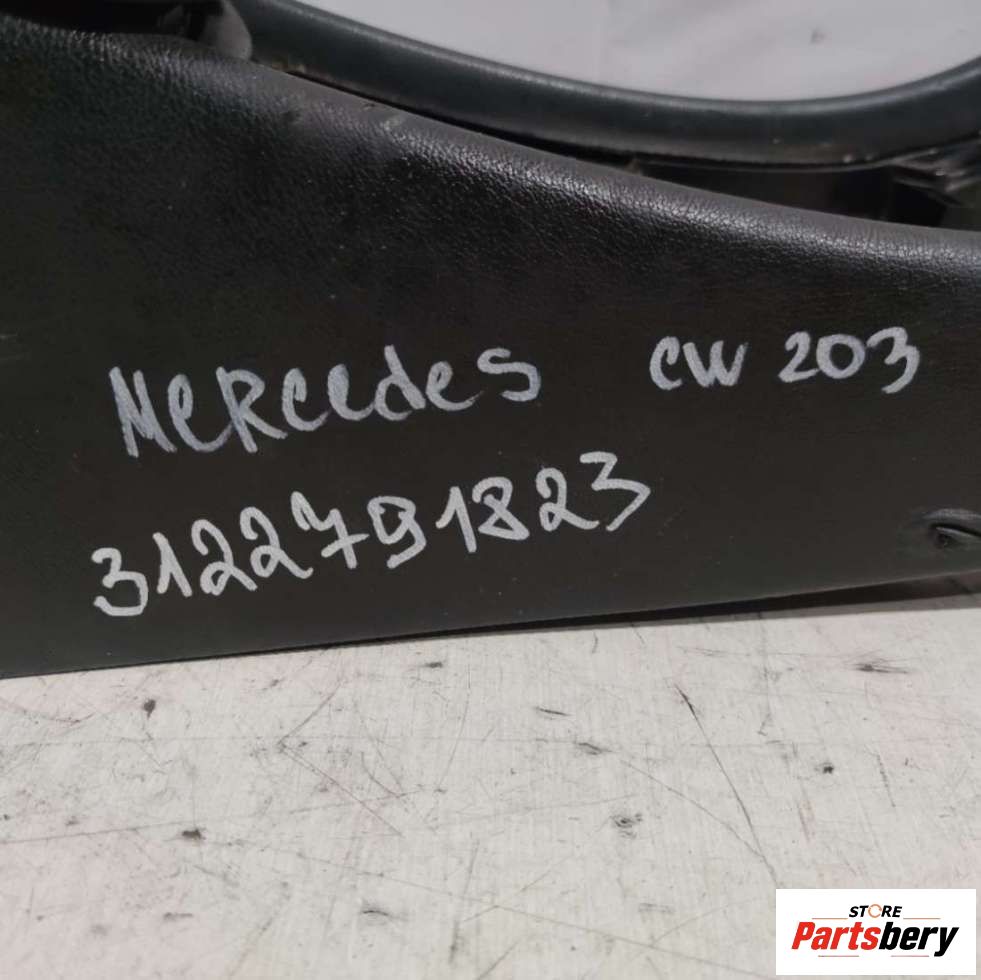 Mercedes CW 203
3122791823
STORE
Partsbery